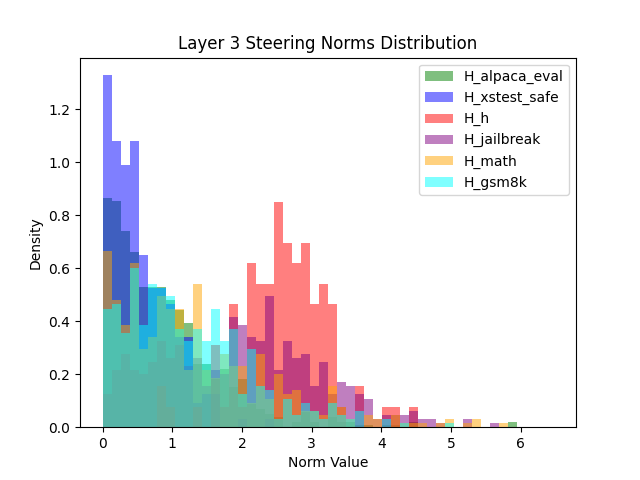 Layer 3 Steering Norms Distribution
H_alpaca_eval
H_xstest_safe
H_h
H_jailbreak
H_math
H_gsm8k
Density
1.2
1.0
0.8
0.6
0.4
0.2
0.0
0 1 2 3 4 5 6
Norm Value